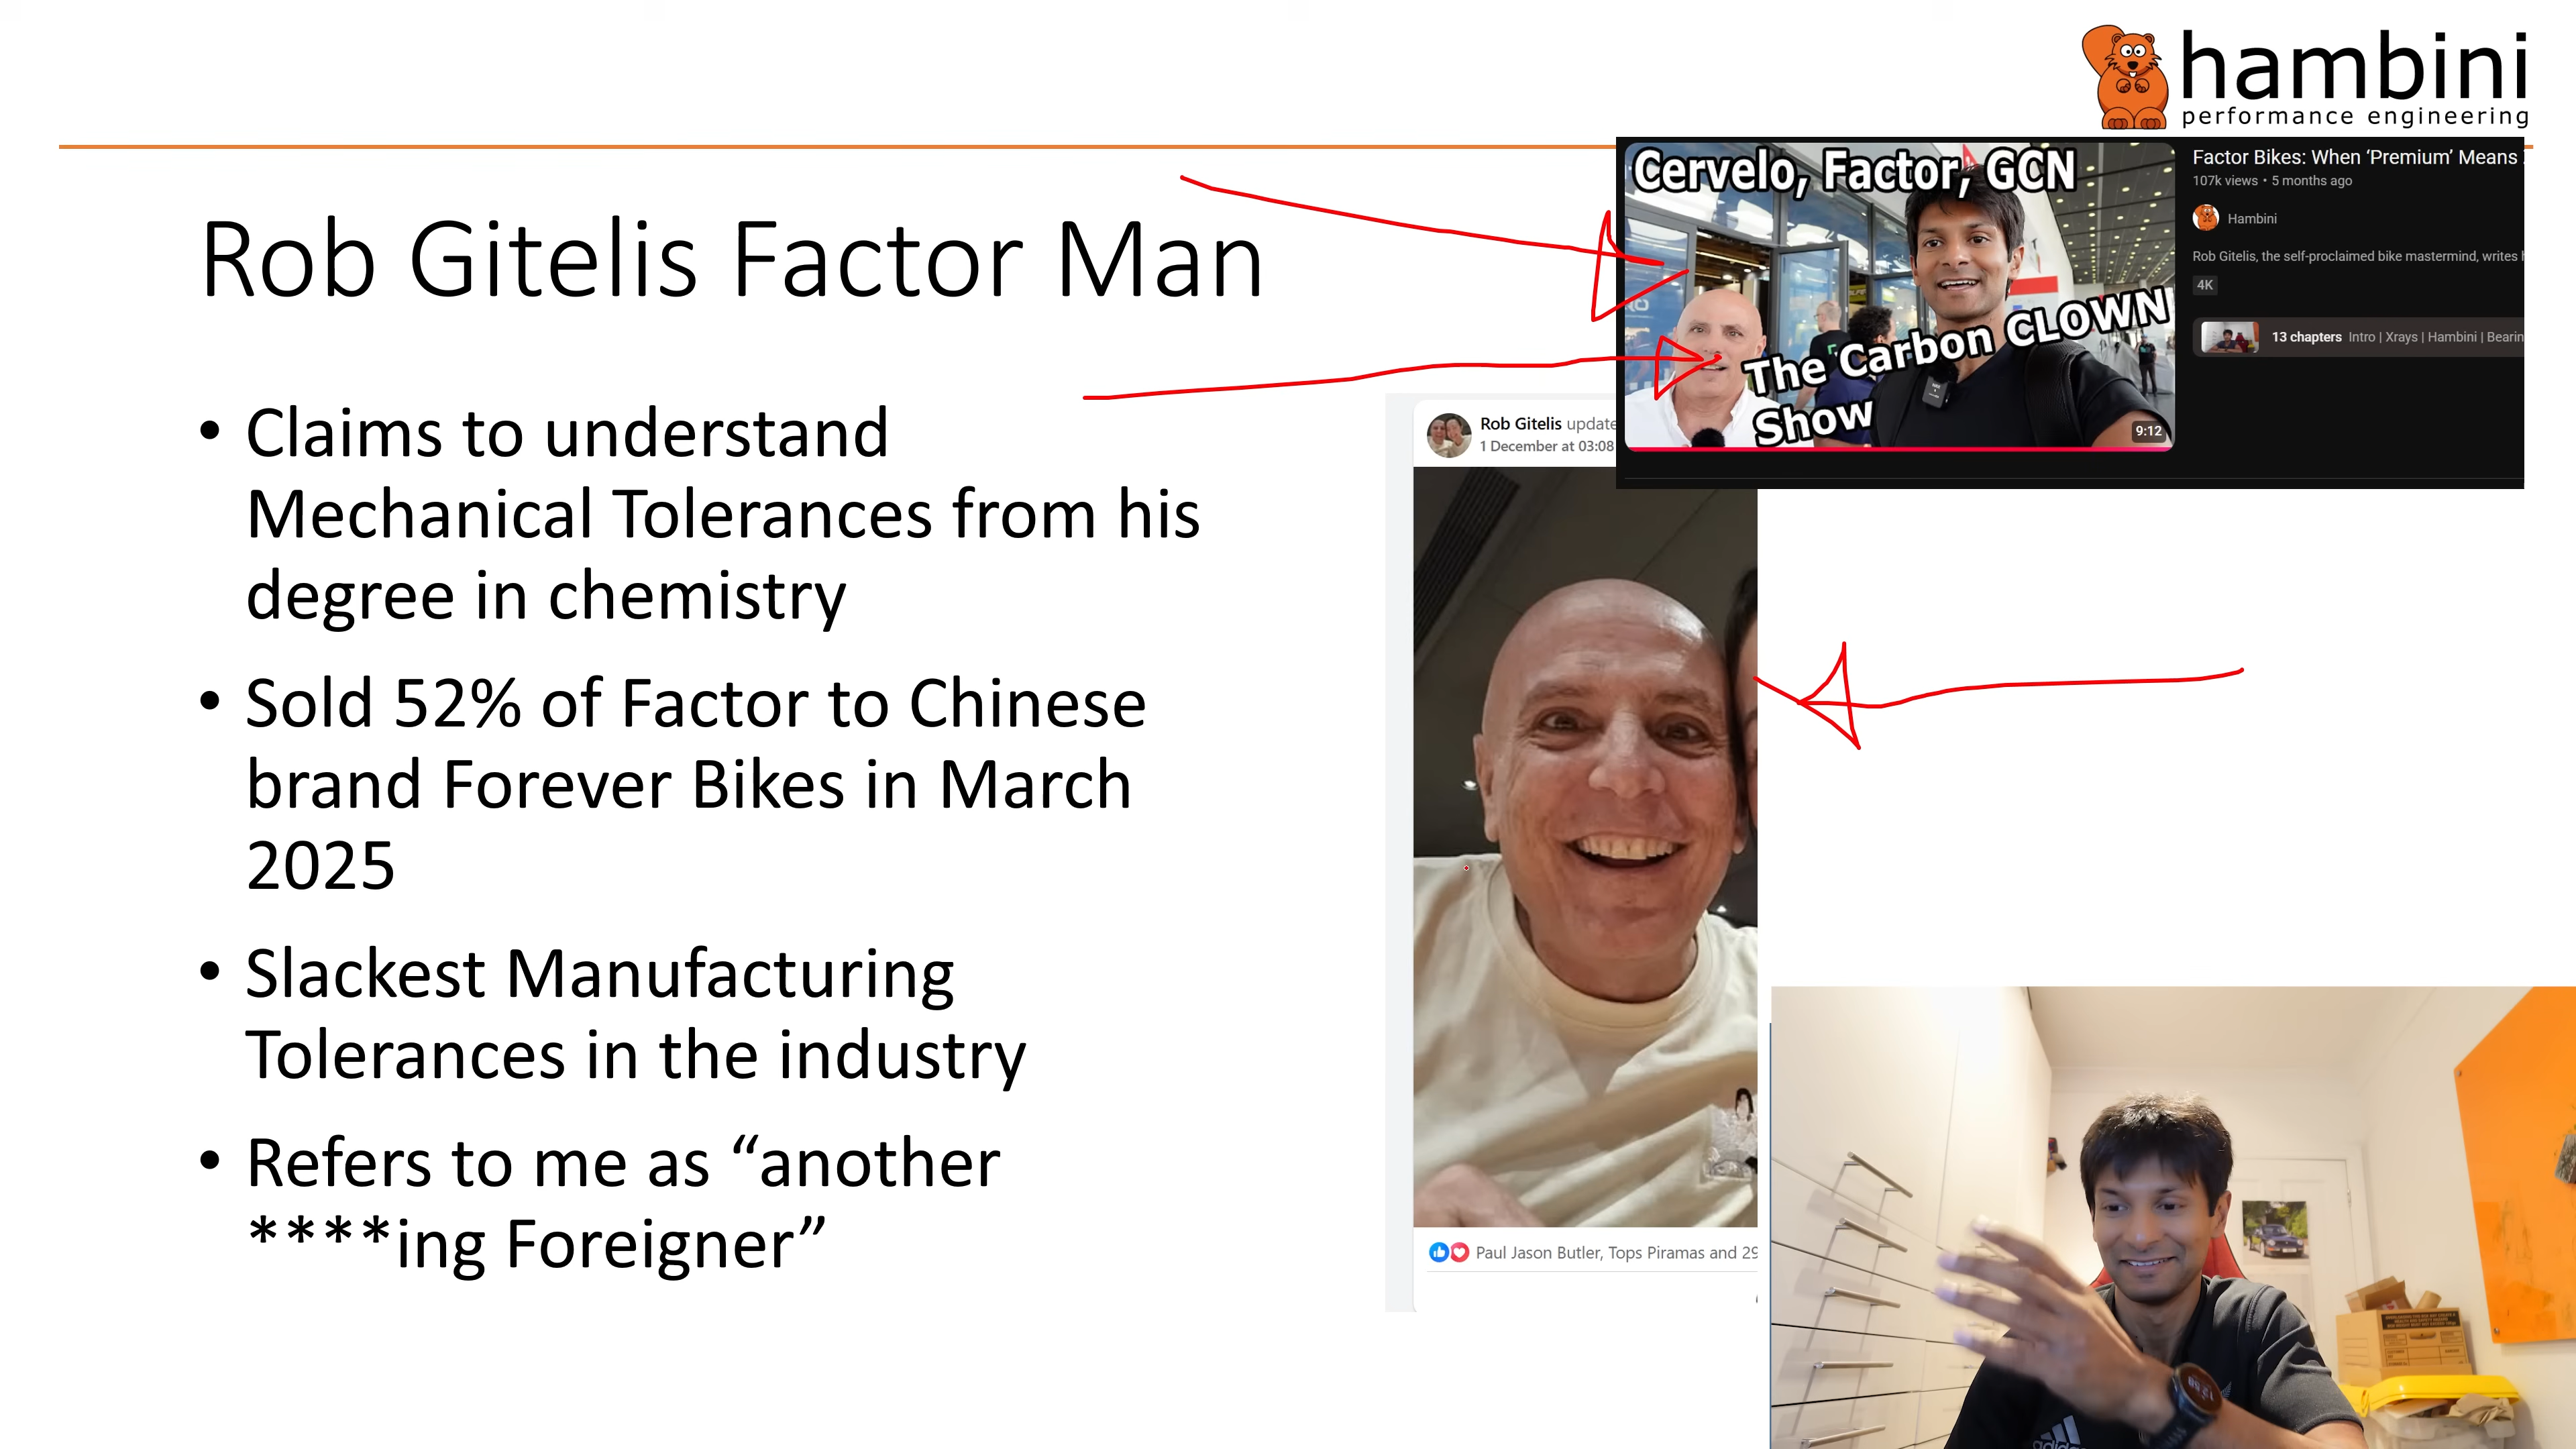 hambini
performance engineering
Rob Gitelis Factor Man
• Claims to understand
Mechanical Tolerances from his
degree in chemistry
• Sold 52% of Factor to Chinese
brand Forever Bikes in March
2025
• Slackest Manufacturing
Tolerances in the industry
• Refers to me as “another
****ing Foreigner”
Cervelo, Factor, GCN
The Carbon CLOWN
Show
9:12
Factor Bikes: When ‘Premium’ Means
107k views • 5 months ago
Hambini
Rob Gitelis, the self-proclaimed bike mastermind, writes
4K
13 chapters Intro | Xrays | Hambini | Bearin
Rob Gitelis update
1 December at 03:08
Paul Jason Butler, Tops Piramas and 29
adidas